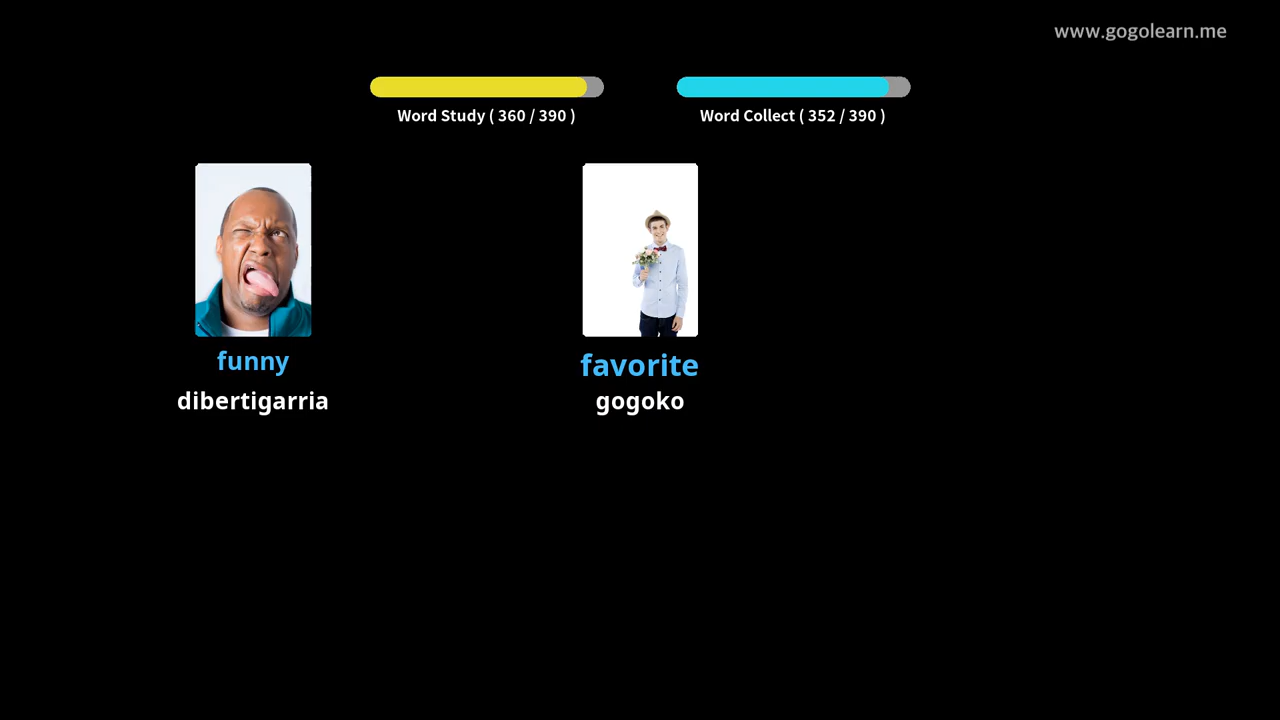 www.gogolearn.me
Word Study ( 360 / 390 )
Word Collect ( 352 / 390 )
funny
dibertigarria
favorite
gogoko